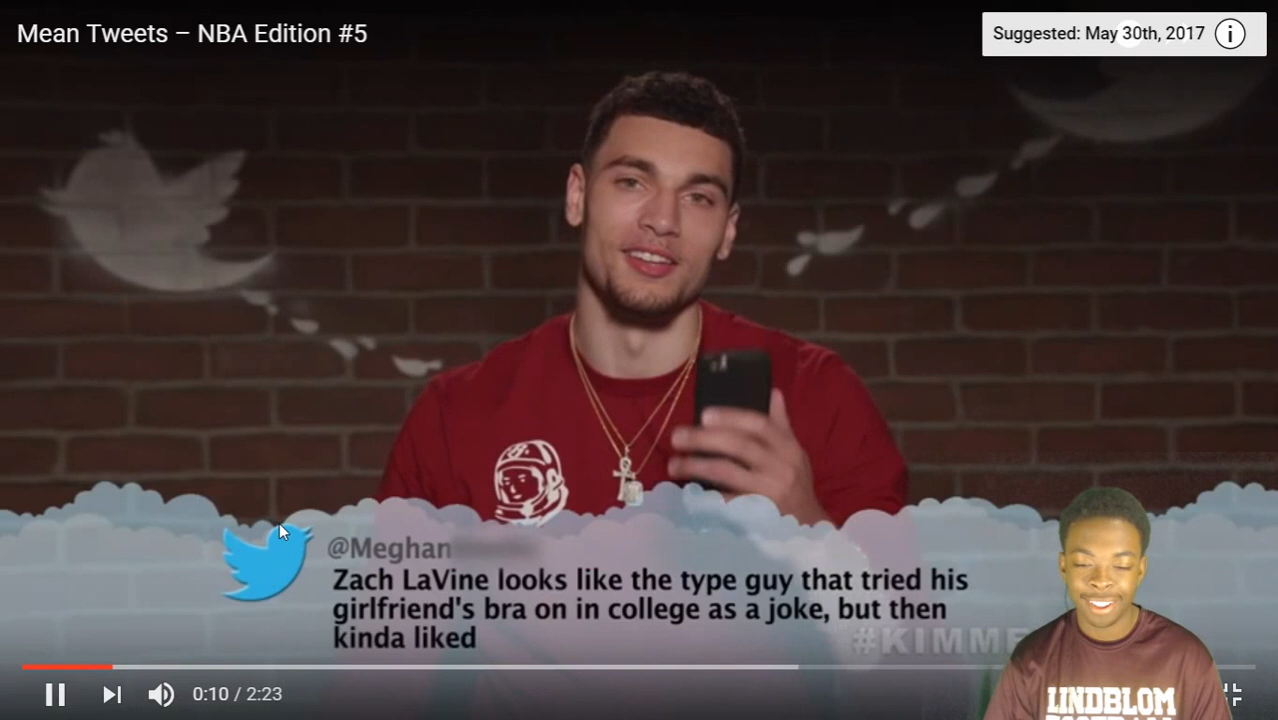 Mean Tweets – NBA Edition #5
Suggested: May 30th, 2017
@Meghan
Zach LaVine looks like the type guy that tried his
girlfriend's bra on in college as a joke, but then
kinda liked
#KIMME
0:10 / 2:23
LINDBLOM